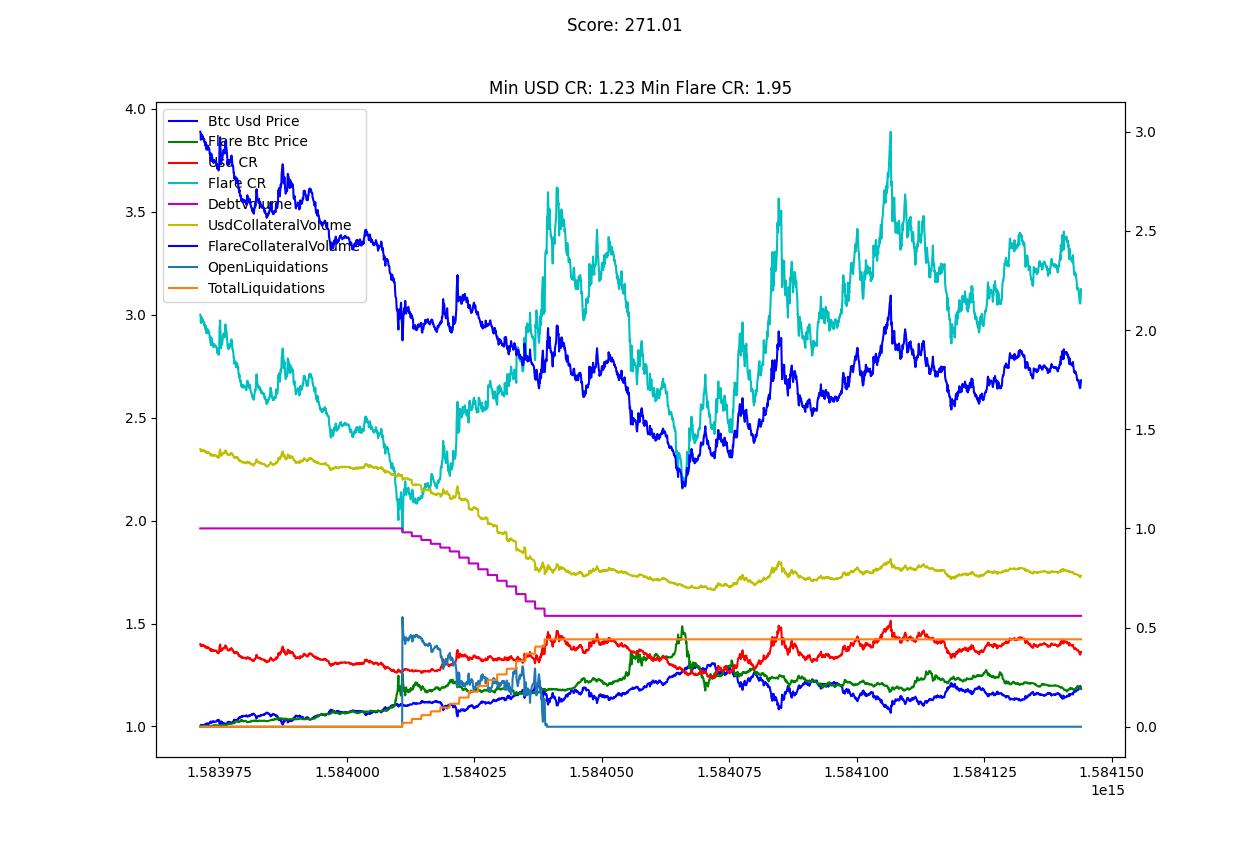 Score: 271.01
Min USD CR: 1.23 Min Flare CR: 1.95
4.0
3.5
3.0
2.5
2.0
1.5
1.0
Btc Usd Price
Flare Btc Price
Usd CR
Flare CR
DebtVolume
UsdCollateralVolume
FlareCollateralVolume
OpenLiquidations
TotalLiquidations
3.0
2.5
2.0
1.5
1.0
0.5
0.0
1.583975 1.584000 1.584025 1.584050 1.584075 1.584100 1.584125 1.584150
1e15